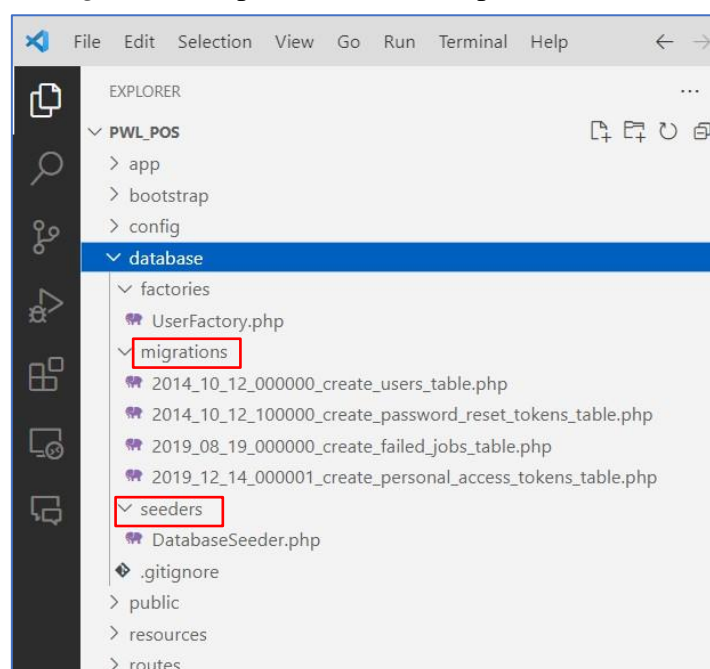 File Edit Selection View Go Run Terminal Help
EXPLORER
PWL_POS
app
bootstrap
config
database
factories
UserFactory.php
migrations
2014_10_12_000000_create_users_table.php
2014_10_12_100000_create_password_reset_tokens_table.php
2019_08_19_000000_create_failed_jobs_table.php
2019_12_14_000001_create_personal_access_tokens_table.php
seeders
DatabaseSeeder.php
.gitignore
public
resources
routes